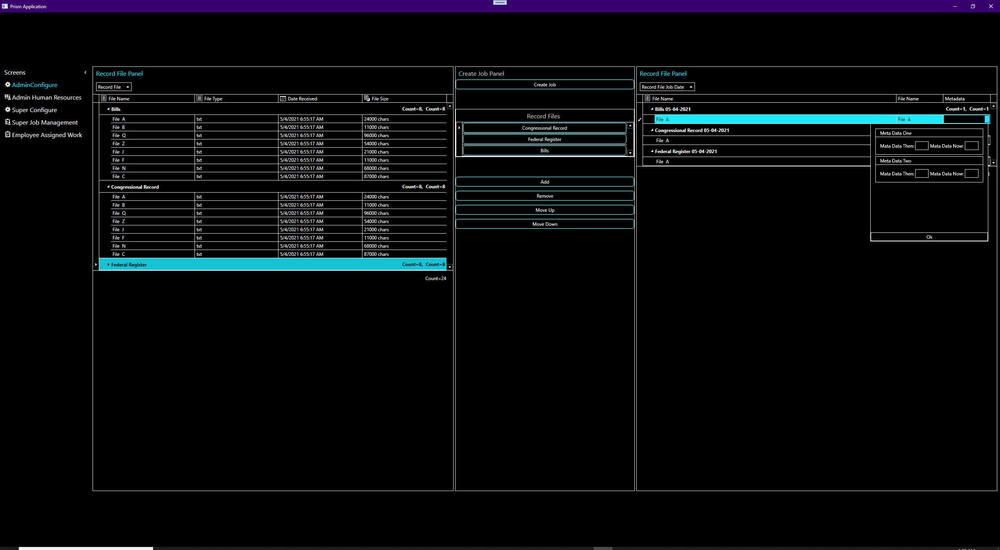 Prism Application
Screens
AdminConfigure
Admin Human Resources
Super Configure
Super Job Management
Employee Assigned Work
Record File Panel
Record File
File Name File Type Date Received File Size
Bills Count=8, Count=8
File A txt 5/4/2021 6:55:17 AM 24000 chars
File B txt 5/4/2021 6:55:17 AM 11000 chars
File Q txt 5/4/2021 6:55:17 AM 96000 chars
File Z txt 5/4/2021 6:55:17 AM 54000 chars
File J txt 5/4/2021 6:55:17 AM 21000 chars
File F txt 5/4/2021 6:55:17 AM 11000 chars
File N txt 5/4/2021 6:55:17 AM 68000 chars
File C txt 5/4/2021 6:55:17 AM 87000 chars
Congressional Record Count=8, Count=8
File A txt 5/4/2021 6:55:17 AM 24000 chars
File B txt 5/4/2021 6:55:17 AM 11000 chars
File Q txt 5/4/2021 6:55:17 AM 96000 chars
File Z txt 5/4/2021 6:55:17 AM 54000 chars
File J txt 5/4/2021 6:55:17 AM 21000 chars
File F txt 5/4/2021 6:55:17 AM 11000 chars
File N txt 5/4/2021 6:55:17 AM 68000 chars
File C txt 5/4/2021 6:55:17 AM 87000 chars
Federal Register Count=8, Count=8
Count=24
Create Job Panel
Create Job
Record Files
Congressional Record
Federal Register
Bills
Add
Remove
Move Up
Move Down
Record File Panel
Record File Job Date
File Name File Name Metadata
Bills 05-04-2021 Count=1, Count=1
File A File A
Congressional Record 05-04-2021
File A
Federal Register 05-04-2021
File A
Meta Data One
Mata Data Then: Mata Data Now:
Meta Data Two
Mata Data Then: Mata Data Now:
Ok